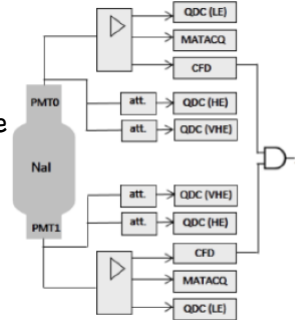 QDC (LE)
MATACQ
CFD
PMT0
att. QDC (HE)
att. QDC (VHE)
e
NaI
att. QDC (VHE)
att. QDC (HE)
PMT1
CFD
MATACQ
QDC (LE)